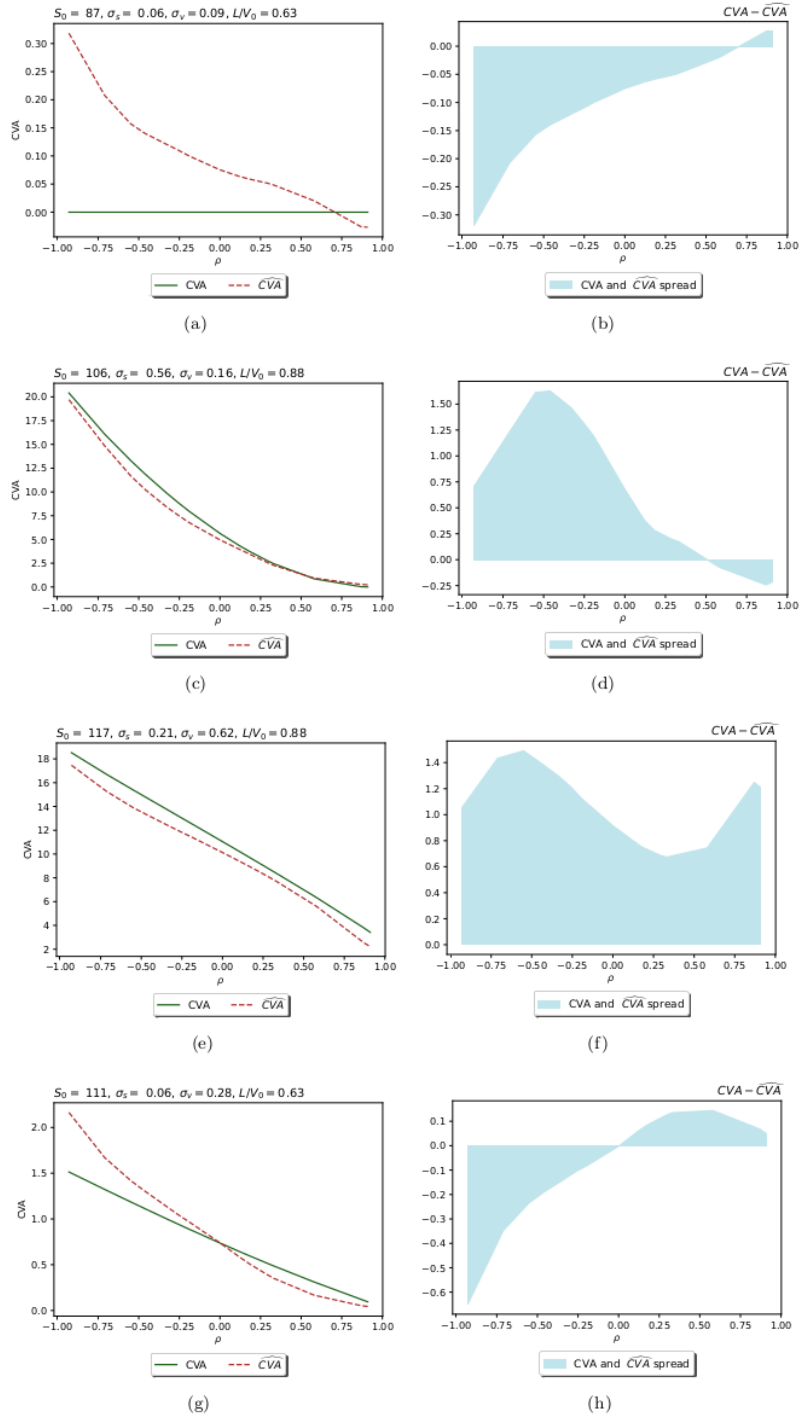 S₀ = 87, σₛ = 0.06, σᵥ = 0.09, L/V₀ = 0.63
CVA
0.30
0.25
0.20
0.15
0.10
0.05
0.00
−1.00 −0.75 −0.50 −0.25 0.00 0.25 0.50 0.75 1.00
ρ
CVA $\widehat{CVA}$
(a)
CVA − $\widehat{CVA}$
0.00
−0.05
−0.10
−0.15
−0.20
−0.25
−0.30
−1.00 −0.75 −0.50 −0.25 0.00 0.25 0.50 0.75 1.00
ρ
CVA and $\widehat{CVA}$ spread
(b)
S₀ = 106, σₛ = 0.56, σᵥ = 0.16, L/V₀ = 0.88
CVA
20.0
17.5
15.0
12.5
10.0
7.5
5.0
2.5
0.0
−1.00 −0.75 −0.50 −0.25 0.00 0.25 0.50 0.75 1.00
ρ
CVA $\widehat{CVA}$
(c)
CVA − $\widehat{CVA}$
1.50
1.25
1.00
0.75
0.50
0.25
0.00
−0.25
−1.00 −0.75 −0.50 −0.25 0.00 0.25 0.50 0.75 1.00
ρ
CVA and $\widehat{CVA}$ spread
(d)
S₀ = 117, σₛ = 0.21, σᵥ = 0.62, L/V₀ = 0.88
CVA
18
16
14
12
10
8
6
4
2
−1.00 −0.75 −0.50 −0.25 0.00 0.25 0.50 0.75 1.00
ρ
CVA $\widehat{CVA}$
(e)
CVA − $\widehat{CVA}$
1.4
1.2
1.0
0.8
0.6
0.4
0.2
0.0
−1.00 −0.75 −0.50 −0.25 0.00 0.25 0.50 0.75 1.00
ρ
CVA and $\widehat{CVA}$ spread
(f)
S₀ = 111, σₛ = 0.06, σᵥ = 0.28, L/V₀ = 0.63
CVA
2.0
1.5
1.0
0.5
0.0
−1.00 −0.75 −0.50 −0.25 0.00 0.25 0.50 0.75 1.00
ρ
CVA $\widehat{CVA}$
(g)
CVA − $\widehat{CVA}$
0.1
0.0
−0.1
−0.2
−0.3
−0.4
−0.5
−0.6
−1.00 −0.75 −0.50 −0.25 0.00 0.25 0.50 0.75 1.00
ρ
CVA and $\widehat{CVA}$ spread
(h)